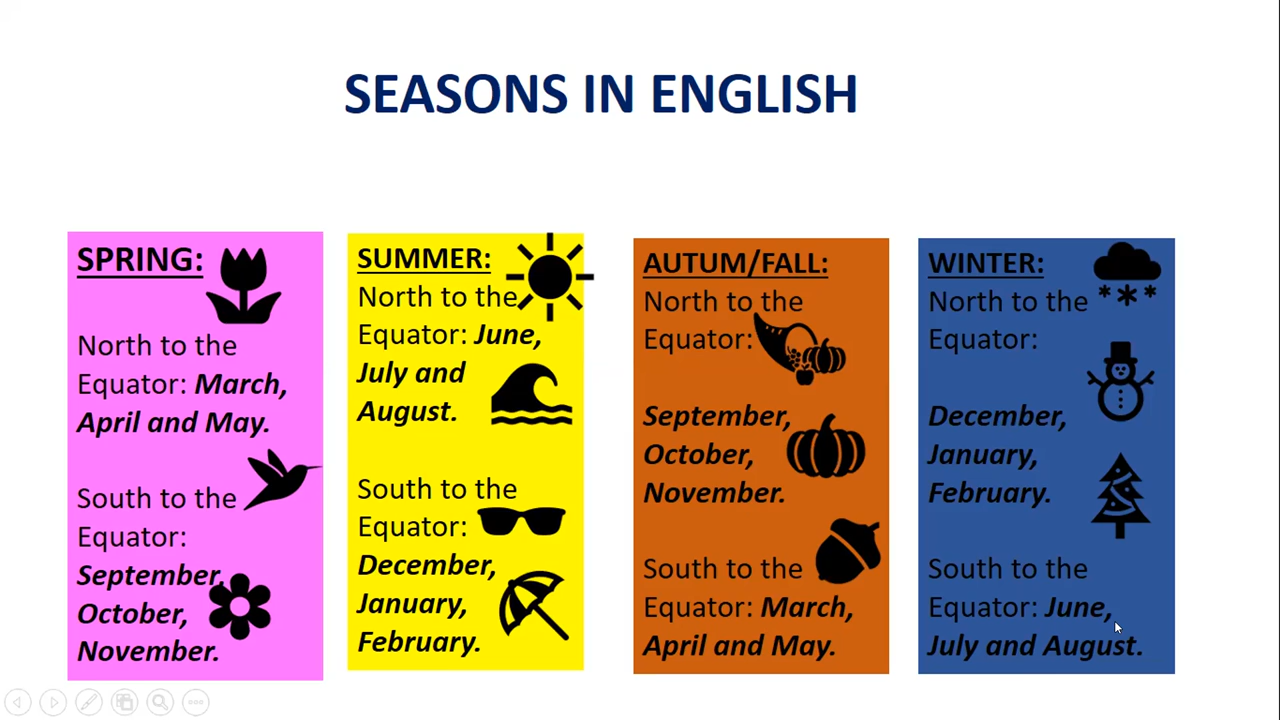 SEASONS IN ENGLISH
SPRING:
North to the
Equator: March,
April and May.
South to the
Equator:
September,
October,
November.
SUMMER:
North to the
Equator: June,
July and
August.
South to the
Equator:
December,
January,
February.
AUTUM/FALL:
North to the
Equator:
September,
October,
November.
South to the
Equator: March,
April and May.
WINTER:
North to the
Equator:
December,
January,
February.
South to the
Equator: June,
July and August.